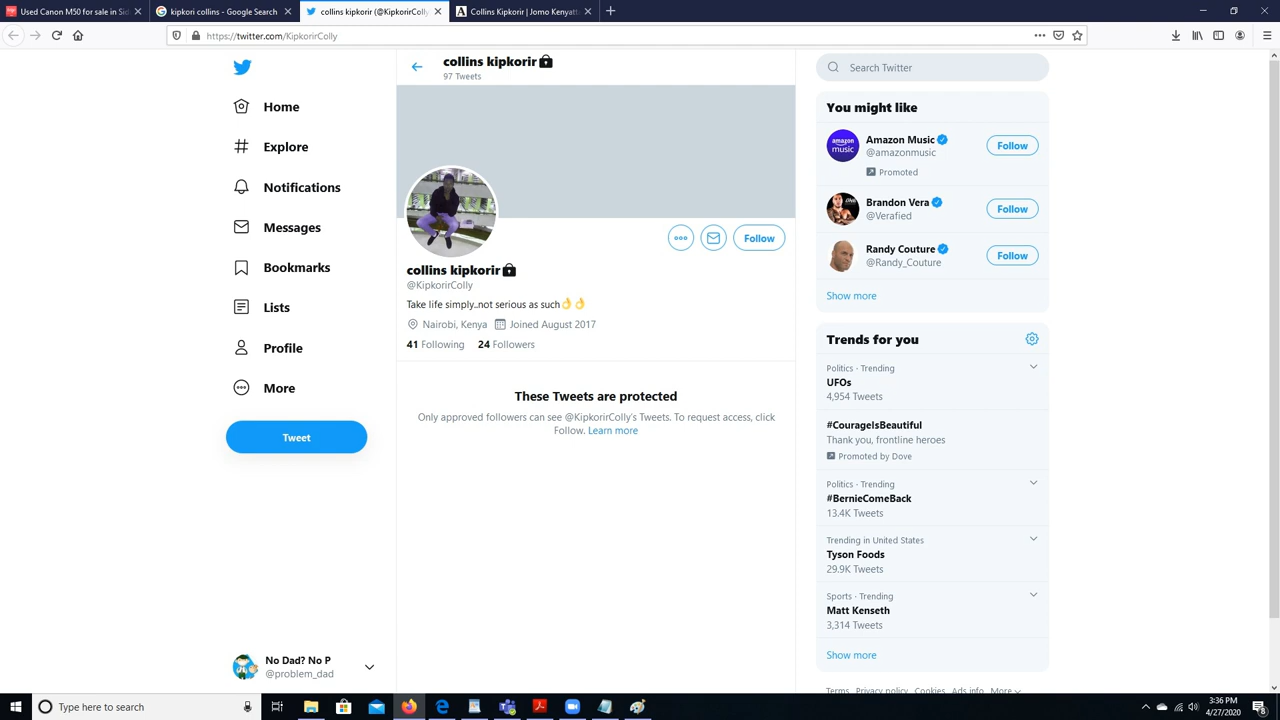 Used Canon M50 for sale in Sid
kipkori collins - Google Search
collins kipkorir (@KipkorirColly
Collins Kipkorir | Jomo Kenyatt
https://twitter.com/KipkorirColly
collins kipkorir
97 Tweets
Home
Explore
Notifications
Messages
Bookmarks
Lists
Profile
More
Tweet
No Dad? No P
@problem_dad
Follow
collins kipkorir
@KipkorirColly
Take life simply..not serious as such👌👌
Nairobi, Kenya Joined August 2017
41 Following 24 Followers
These Tweets are protected
Only approved followers can see @KipkorirColly's Tweets. To request access, click
Follow. Learn more
Search Twitter
You might like
amazon music
Amazon Music
@amazonmusic
Follow
Promoted
Brandon Vera
@Verafied
Follow
Randy Couture
@Randy_Couture
Follow
Show more
Trends for you
Politics · Trending
UFOs
4,954 Tweets
#CourageIsBeautiful
Thank you, frontline heroes
Promoted by Dove
Politics · Trending
#BernieComeBack
13.4K Tweets
Trending in United States
Tyson Foods
29.9K Tweets
Sports · Trending
Matt Kenseth
3,314 Tweets
Show more
Terms Privacy policy Cookies Ads info More
Type here to search
3:36 PM
4/27/2020
8